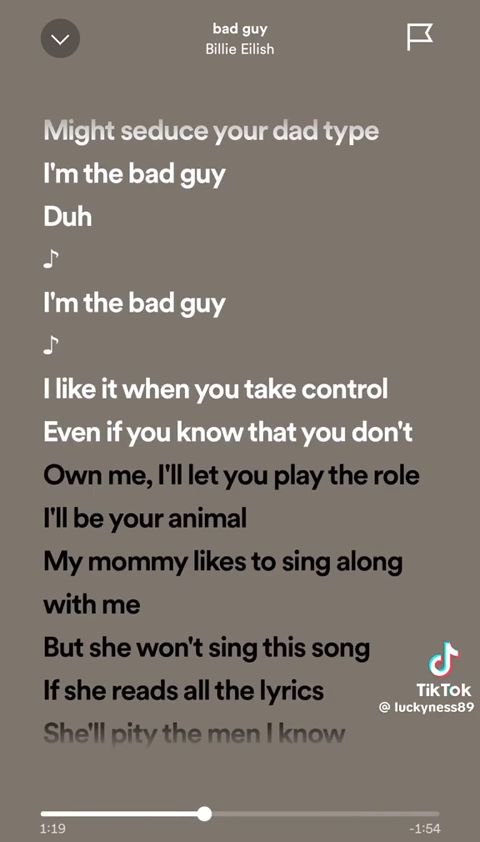 bad guy
Billie Eilish
Might seduce your dad type
I'm the bad guy
Duh
♪
I'm the bad guy
♪
I like it when you take control
Even if you know that you don't
Own me, I'll let you play the role
I'll be your animal
My mommy likes to sing along
with me
But she won't sing this song
If she reads all the lyrics
She'll pity the men I know
TikTok
@ luckyness89
1:19
-1:54